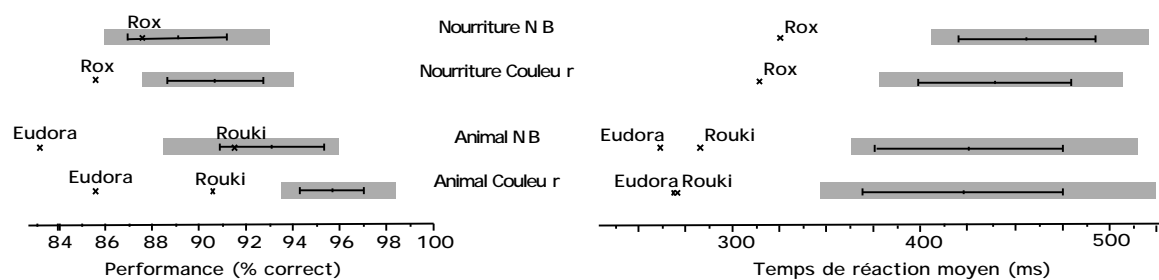 Rox Nourriture N B Rox
Rox Nourriture Couleu r Rox
Eudora Rouki Animal N B Eudora Rouki
Eudora Rouki Animal Couleu r Eudora Rouki
84 86 88 90 92 94 96 98 100 300 400 500
Performance (% correct) Temps de réaction moyen (ms)